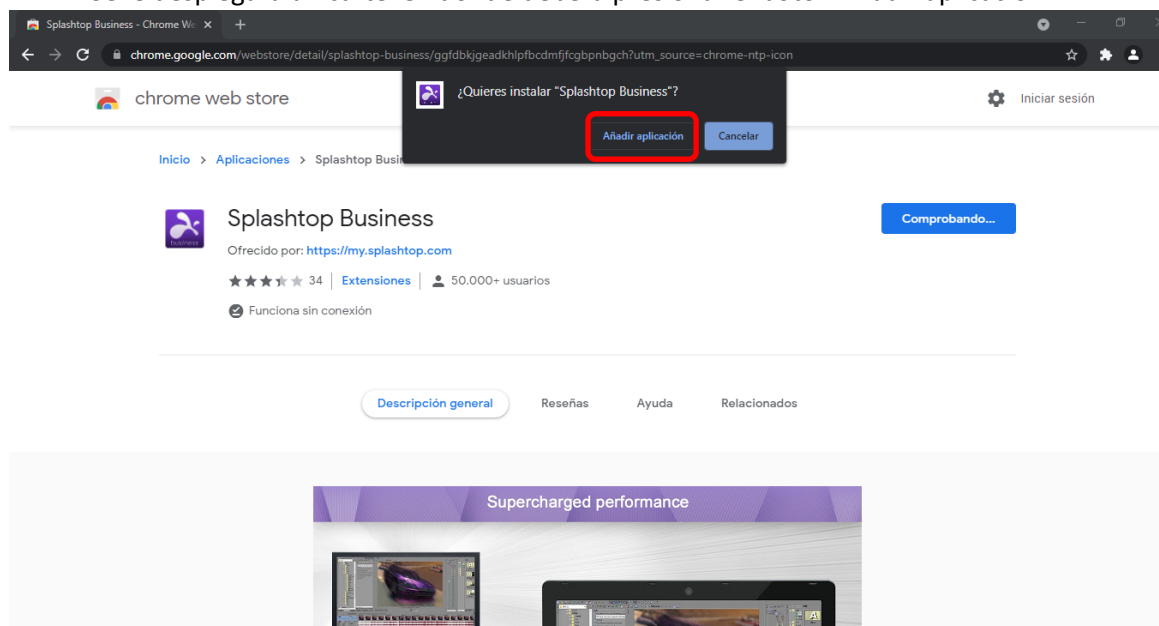 Splashtop Business - Chrome We
chrome.google.com/webstore/detail/splashtop-business/ggfdbkjgeadkhlpfbcdmfjfcgbpnbgch?utm_source=chrome-ntp-icon
chrome web store
¿Quieres instalar "Splashtop Business"?
Iniciar sesión
Añadir aplicación
Cancelar
Inicio > Aplicaciones > Splashtop Busin
Splashtop Business
Comprobando...
business
Ofrecido por: https://my.splashtop.com
34 | Extensiones | 50.000+ usuarios
Funciona sin conexión
Descripción general
Reseñas
Ayuda
Relacionados
Supercharged performance